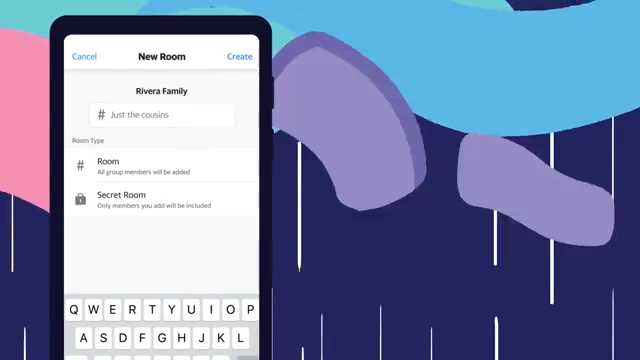 Cancel New Room Create
Rivera Family
# Just the cousins
Room Type
# Room
All group members will be added
Secret Room
Only members you add will be included
Q W E R T Y U I O P
A S D F G H J K L